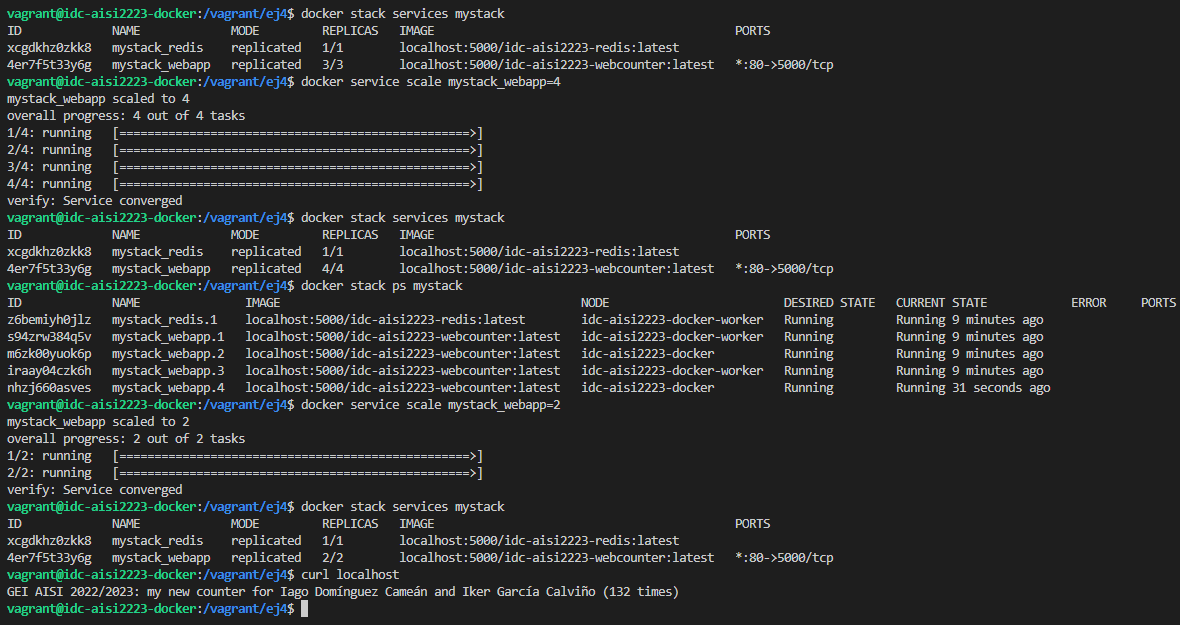 vagrant@idc-aisi2223-docker:/vagrant/ej4$ docker stack services mystack
ID             NAME             MODE         REPLICAS   IMAGE                                           PORTS
xcgdkhz0zkk8   mystack_redis    replicated   1/1        localhost:5000/idc-aisi2223-redis:latest
4er7f5t33y6g   mystack_webapp   replicated   3/3        localhost:5000/idc-aisi2223-webcounter:latest   *:80->5000/tcp
vagrant@idc-aisi2223-docker:/vagrant/ej4$ docker service scale mystack_webapp=4
mystack_webapp scaled to 4
overall progress: 4 out of 4 tasks
1/4: running   [==================================================>]
2/4: running   [==================================================>]
3/4: running   [==================================================>]
4/4: running   [==================================================>]
verify: Service converged
vagrant@idc-aisi2223-docker:/vagrant/ej4$ docker stack services mystack
ID             NAME             MODE         REPLICAS   IMAGE                                           PORTS
xcgdkhz0zkk8   mystack_redis    replicated   1/1        localhost:5000/idc-aisi2223-redis:latest
4er7f5t33y6g   mystack_webapp   replicated   4/4        localhost:5000/idc-aisi2223-webcounter:latest   *:80->5000/tcp
vagrant@idc-aisi2223-docker:/vagrant/ej4$ docker stack ps mystack
ID             NAME               IMAGE                                           NODE                         DESIRED STATE   CURRENT STATE            ERROR     PORTS
z6bemiyh0jlz   mystack_redis.1    localhost:5000/idc-aisi2223-redis:latest        idc-aisi2223-docker-worker   Running         Running 9 minutes ago
s94zrw384q5v   mystack_webapp.1   localhost:5000/idc-aisi2223-webcounter:latest   idc-aisi2223-docker-worker   Running         Running 9 minutes ago
m6zk00yuok6p   mystack_webapp.2   localhost:5000/idc-aisi2223-webcounter:latest   idc-aisi2223-docker          Running         Running 9 minutes ago
iraay04czk6h   mystack_webapp.3   localhost:5000/idc-aisi2223-webcounter:latest   idc-aisi2223-docker-worker   Running         Running 9 minutes ago
nhzj660asves   mystack_webapp.4   localhost:5000/idc-aisi2223-webcounter:latest   idc-aisi2223-docker          Running         Running 31 seconds ago
vagrant@idc-aisi2223-docker:/vagrant/ej4$ docker service scale mystack_webapp=2
mystack_webapp scaled to 2
overall progress: 2 out of 2 tasks
1/2: running   [==================================================>]
2/2: running   [==================================================>]
verify: Service converged
vagrant@idc-aisi2223-docker:/vagrant/ej4$ docker stack services mystack
ID             NAME             MODE         REPLICAS   IMAGE                                           PORTS
xcgdkhz0zkk8   mystack_redis    replicated   1/1        localhost:5000/idc-aisi2223-redis:latest
4er7f5t33y6g   mystack_webapp   replicated   2/2        localhost:5000/idc-aisi2223-webcounter:latest   *:80->5000/tcp
vagrant@idc-aisi2223-docker:/vagrant/ej4$ curl localhost
GEI AISI 2022/2023: my new counter for Iago Domínguez Cameán and Iker García Calviño (132 times)
vagrant@idc-aisi2223-docker:/vagrant/ej4$